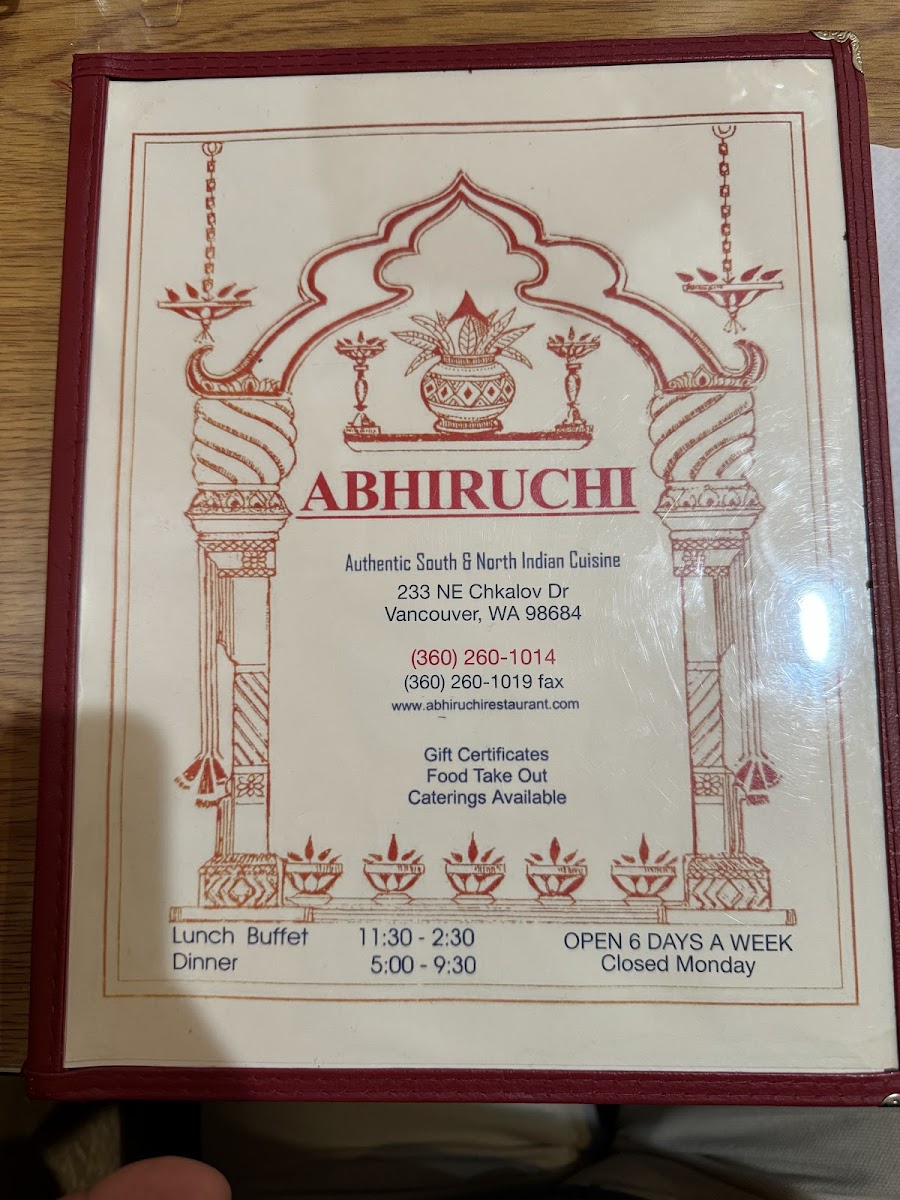 ABHIRUCHI
Authentic South & North Indian Cuisine
233 NE Chkalov Dr
Vancouver, WA 98684
(360) 260-1014
(360) 260-1019 fax
www.abhiruchirestaurant.com
Gift Certificates
Food Take Out
Caterings Available
Lunch Buffet 11:30 - 2:30
Dinner 5:00 - 9:30
OPEN 6 DAYS A WEEK
Closed Monday